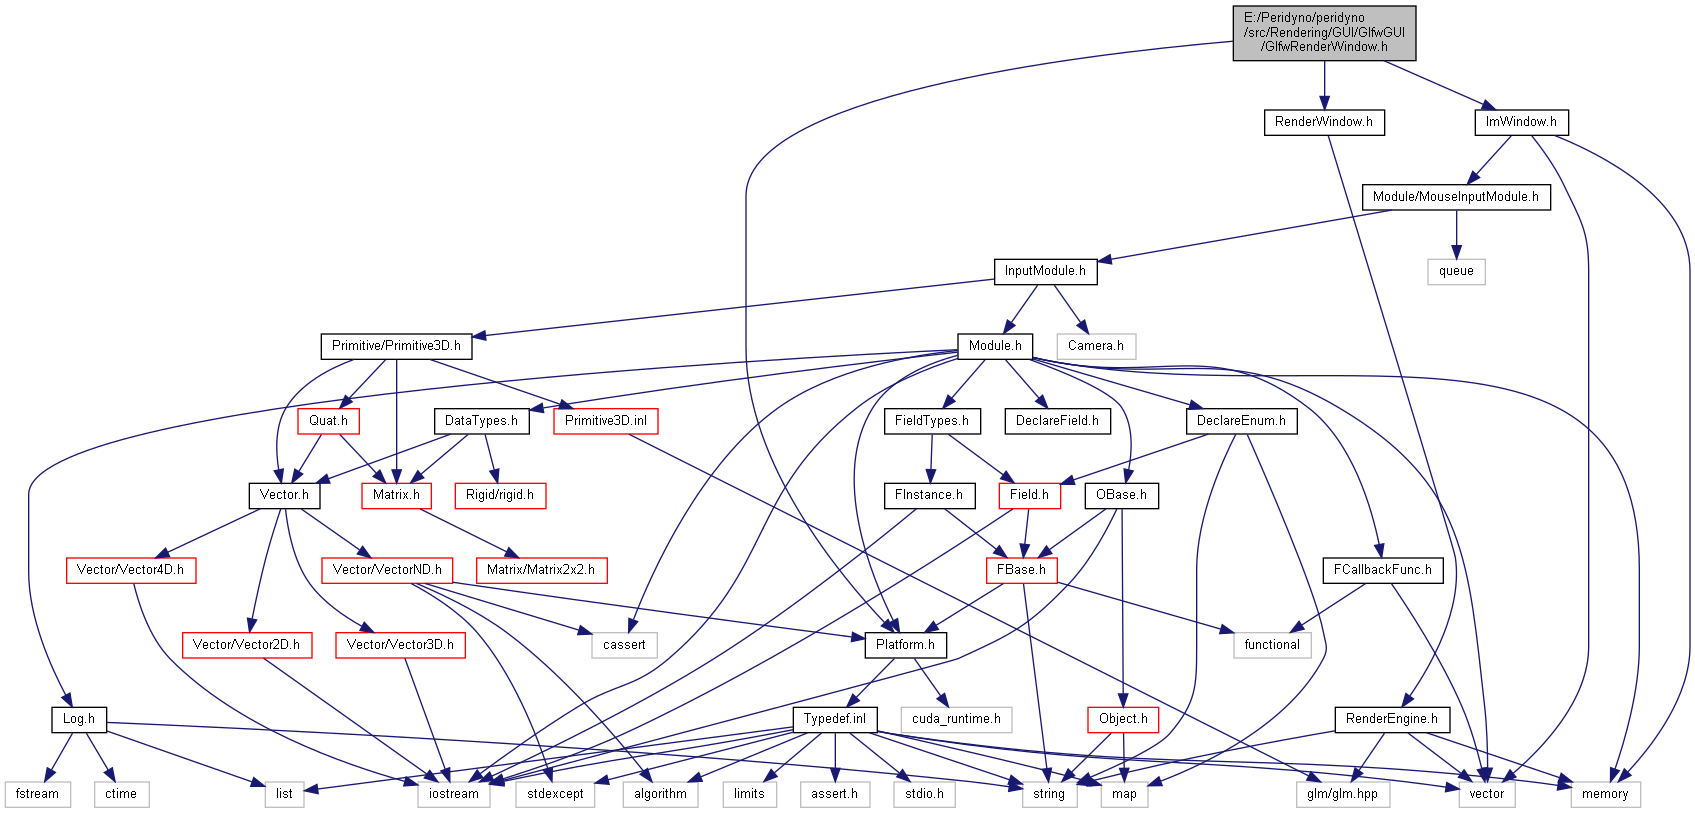 E:/Peridyno/peridyno
/src/Rendering/GUI/GlfwGUI
/GlfwRenderWindow.h
RenderWindow.h
ImWindow.h
Module/MouseInputModule.h
InputModule.h
queue
Primitive/Primitive3D.h
Module.h
Camera.h
Quat.h
DataTypes.h
Primitive3D.inl
FieldTypes.h
DeclareField.h
DeclareEnum.h
Vector.h
Matrix.h
Rigid/rigid.h
FInstance.h
Field.h
OBase.h
Vector/Vector4D.h
Vector/VectorND.h
Matrix/Matrix2x2.h
FBase.h
FCallbackFunc.h
Vector/Vector2D.h
Vector/Vector3D.h
cassert
Platform.h
functional
Log.h
Typedef.inl
cuda_runtime.h
Object.h
RenderEngine.h
fstream
ctime
list
iostream
stdexcept
algorithm
limits
assert.h
stdio.h
string
map
glm/glm.hpp
vector
memory